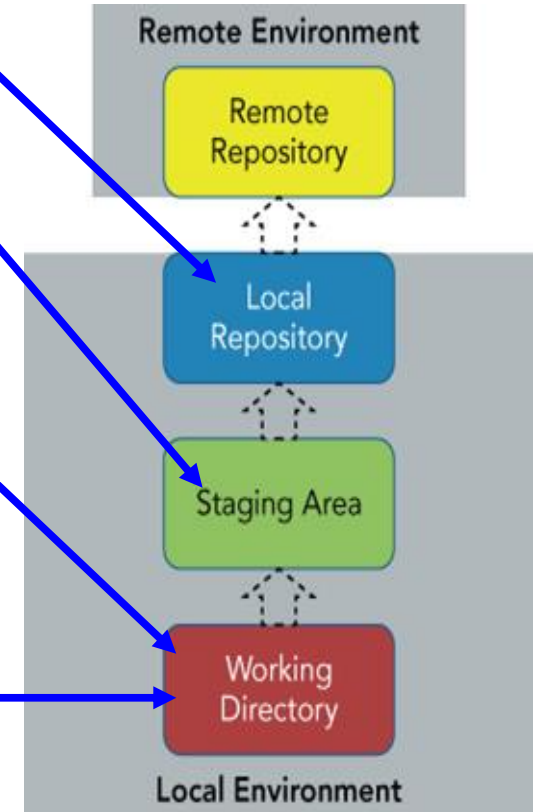 Remote Environment
Remote
Repository
Local
Repository
Staging Area
Working
Directory
Local Environment